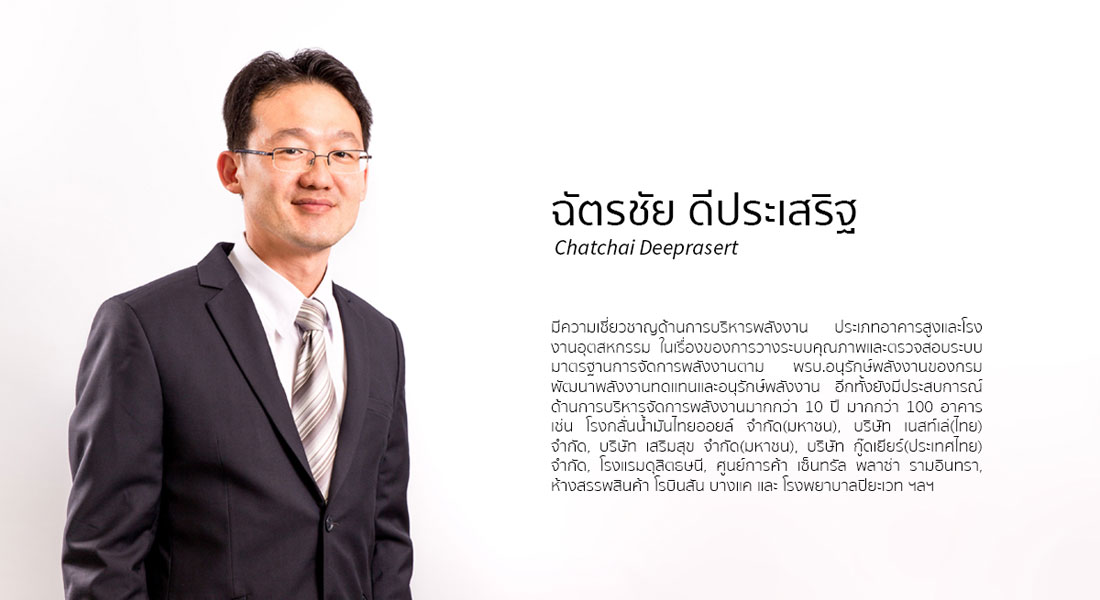 ฉัตรชัย ดีประเสริฐ
Chatchai Deeprasert
มีความเชี่ยวชาญด้านการบริหารพลังงาน ประเภทอาคารสูงและโรง
งานอุตสหกรรม ในเรื่องของการวางระบบคุณภาพและตรวจสอบระบบ
มาตรฐานการจัดการพลังงานตาม พรบ.อนุรักษ์พลังงานของกรม
พัฒนาพลังงานทดแทนและอนุรักษ์พลังงาน อีกทั้งยังมีประสบการณ์
ด้านการบริหารจัดการพลังงานมากกว่า 10 ปี มากกว่า 100 อาคาร
เช่น โรงกลั่นน้ำมันไทยออยล์ จำกัด(มหาชน), บริษัท เนสท์เล่(ไทย)
จำกัด, บริษัท เสริมสุข จำกัด(มหาชน), บริษัท กู๊ดเยียร์(ประเทศไทย)
จำกัด, โรงแรมดุสิตธษนี, ศูนย์การค้า เซ็นทรัล พลาซ่า รามอินทรา,
ห้างสรรพสินค้า โรบินสัน บางแค และ โรงพยาบาลปิยะเวท ฯลฯ